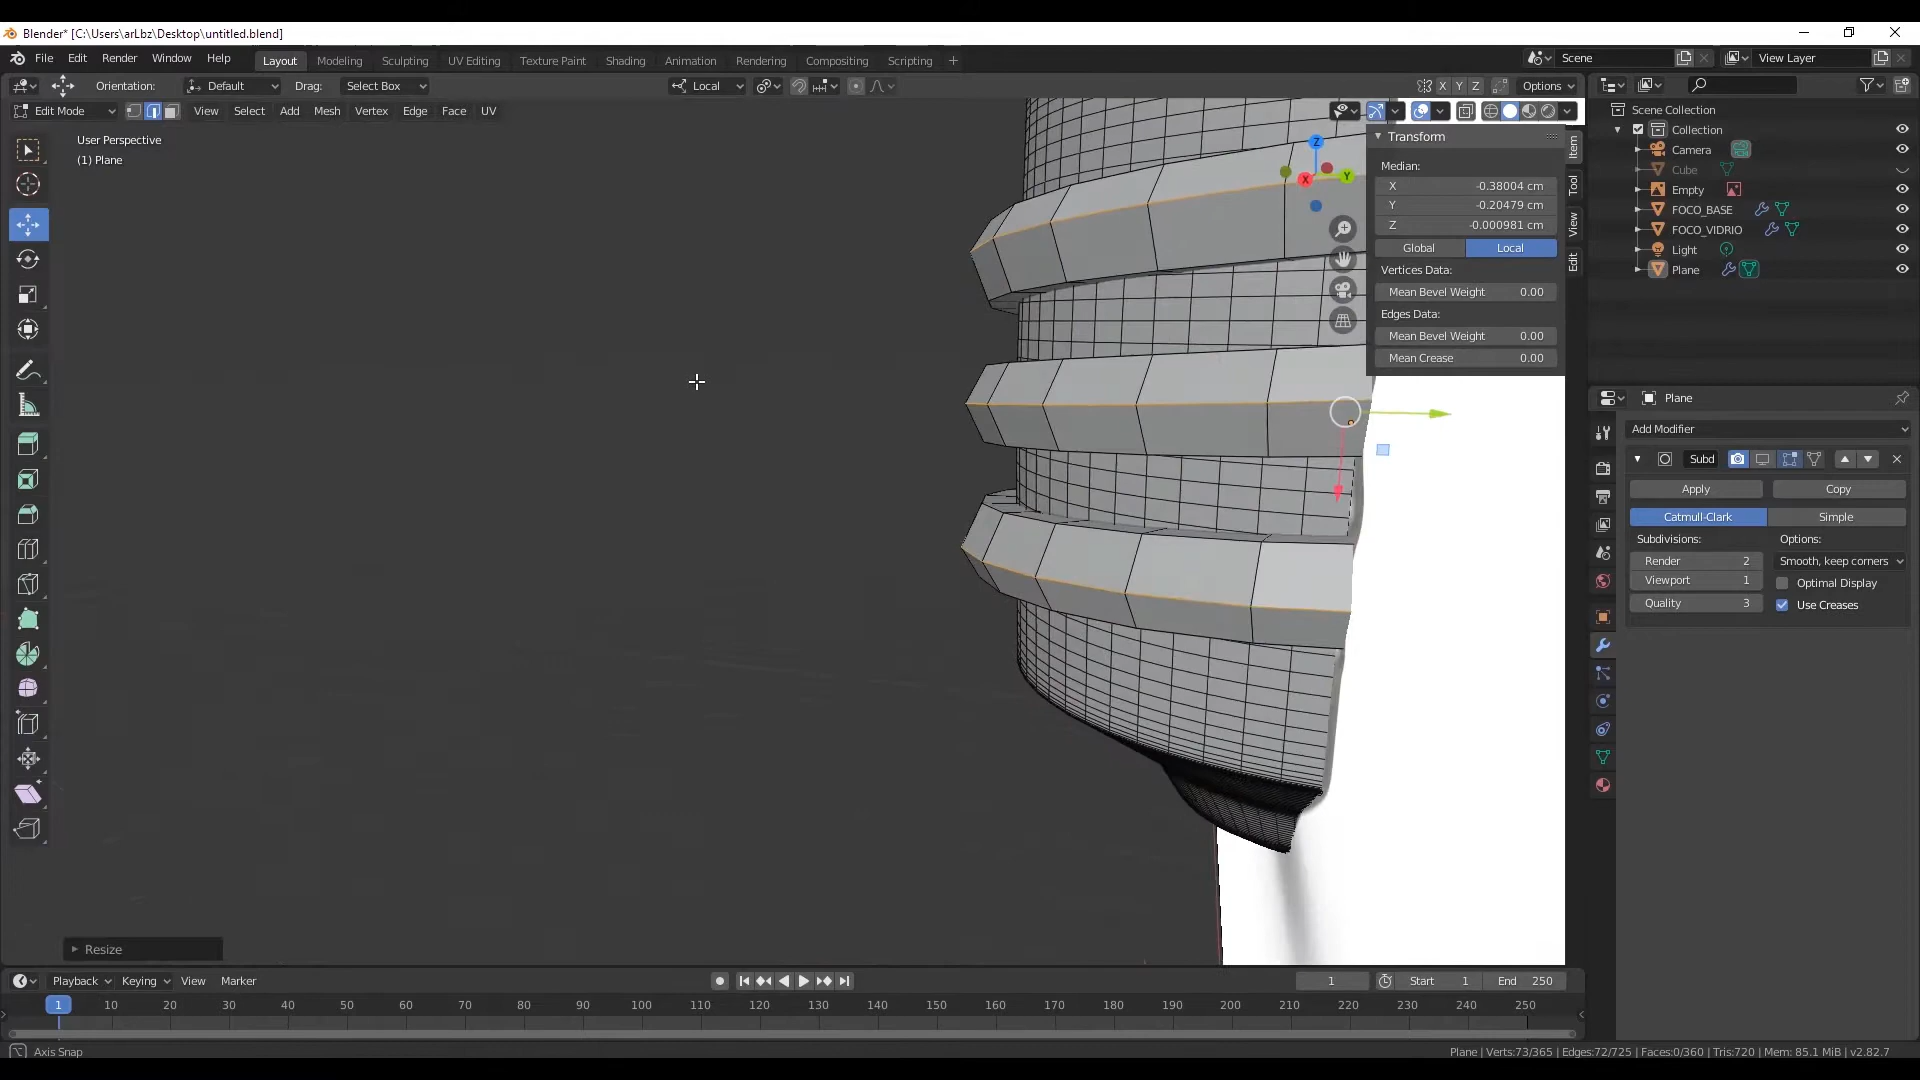 Blender* [C:\Users\arLbz\Desktop\untitled.blend]
File Edit Render Window Help
Layout Modeling Sculpting UV Editing Texture Paint Shading Animation Rendering Compositing Scripting +
Scene
View Layer
Orientation: Default Drag: Select Box
Local
X Y Z
Options
Edit Mode View Select Add Mesh Vertex Edge Face UV
User Perspective
(1) Plane
Z
X
Y
Transform
Median:
X -0.38004 cm
Y -0.20479 cm
Z -0.000981 cm
Global Local
Vertices Data:
Mean Bevel Weight 0.00
Edges Data:
Mean Bevel Weight 0.00
Mean Crease 0.00
Item
Tool
View
Edit
Scene Collection
Collection
Camera
Cube
Empty
FOCO_BASE
FOCO_VIDRIO
Light
Plane
Plane
Add Modifier
Subd
Apply Copy
Catmull-Clark Simple
Subdivisions: Options:
Render 2 Smooth, keep corners
Viewport 1 Optimal Display
Quality 3 Use Creases
Resize
Playback Keying View Marker
1 Start 1 End 250
1 10 20 30 40 50 60 70 80 90 100 110 120 130 140 150 160 170 180 190 200 210 220 230 240 250
Axis Snap
Plane | Verts:73/365 | Edges:72/725 | Faces:0/360 | Tris:720 | Mem: 85.1 MiB | v2.82.7